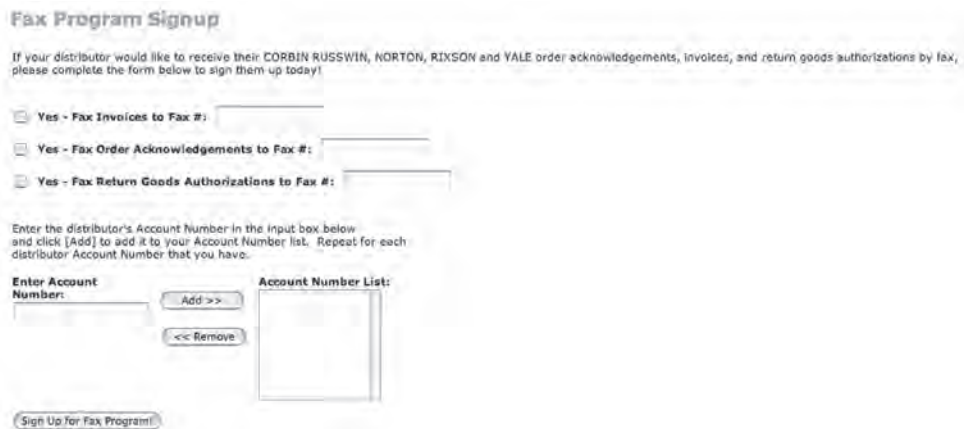 Fax Program Signup
If your distributor would like to receive their CORBIN RUSSWIN, NORTON, RIXSON and YALE order acknowledgements, invoices, and return goods authorizations by fax,
please complete the form below to sign them up today!
Yes - Fax Invoices to Fax #:
Yes - Fax Order Acknowledgements to Fax #:
Yes - Fax Return Goods Authorizations to Fax #:
Enter the distributor's Account Number in the input box below
and click [Add] to add it to your Account Number list. Repeat for each
distributor Account Number that you have.
Enter Account
Number:
Add >>
<< Remove
Account Number List:
Sign Up for Fax Program!